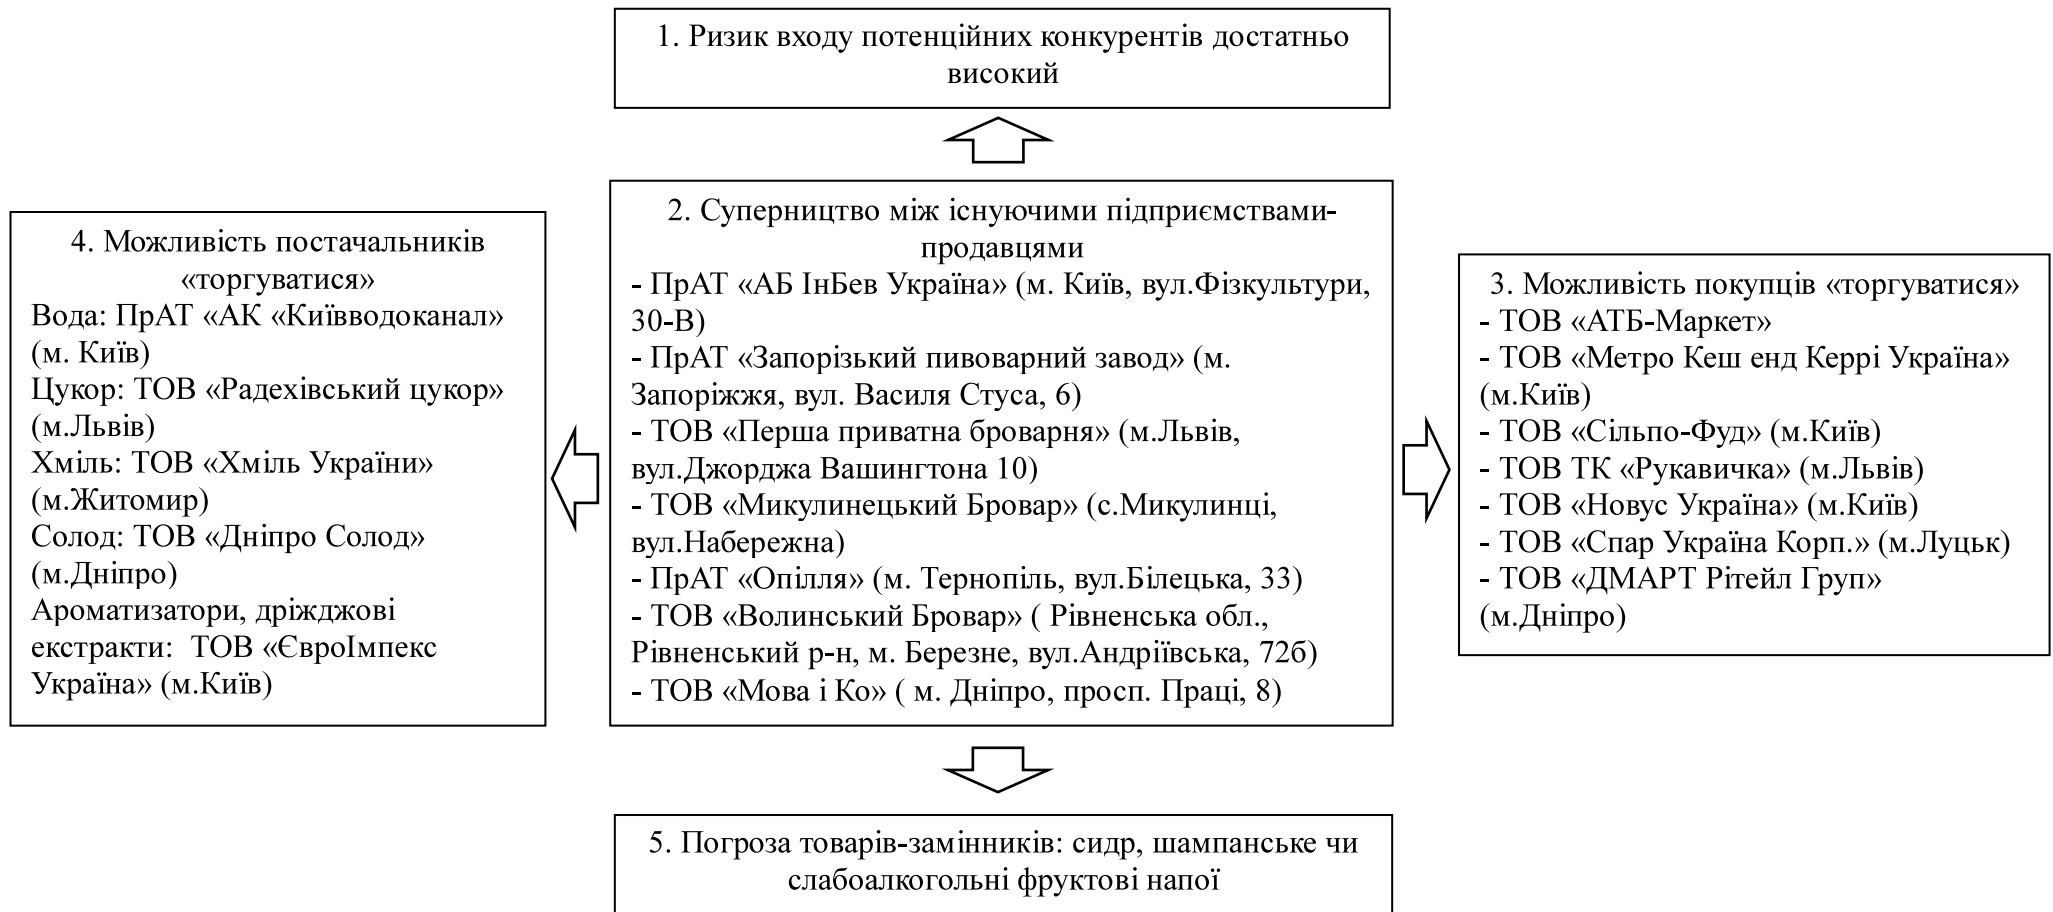 1. Ризик входу потенційних конкурентів достатньо
високий
4. Можливість постачальників
«торгуватися»
Вода: ПрАТ «АК «Київводоканал»
(м. Київ)
Цукор: ТОВ «Радехівський цукор»
(м.Львів)
Хміль: ТОВ «Хміль України»
(м.Житомир)
Солод: ТОВ «Дніпро Солод»
(м.Дніпро)
Ароматизатори, дріжджові
екстракти:  ТОВ «ЄвроІмпекс
Україна» (м.Київ)
2. Суперництво між існуючими підприємствами-
продавцями
- ПрАТ «АБ ІнБев Україна» (м. Київ, вул.Фізкультури,
30-В)
- ПрАТ «Запорізький пивоварний завод» (м.
Запоріжжя, вул. Василя Стуса, 6)
- ТОВ «Перша приватна броварня» (м.Львів,
вул.Джорджа Вашингтона 10)
- ТОВ «Микулинецький Бровар» (с.Микулинці,
вул.Набережна)
- ПрАТ «Опілля» (м. Тернопіль, вул.Білецька, 33)
- ТОВ «Волинський Бровар» ( Рівненська обл.,
Рівненський р-н, м. Березне, вул.Андріївська, 72б)
- ТОВ «Мова і Ко» ( м. Дніпро, просп. Праці, 8)
3. Можливість покупців «торгуватися»
- ТОВ «АТБ-Маркет»
- ТОВ «Метро Кеш енд Керрі Україна»
(м.Київ)
- ТОВ «Сільпо-Фуд» (м.Київ)
- ТОВ ТК «Рукавичка» (м.Львів)
- ТОВ «Новус Україна» (м.Київ)
- ТОВ «Спар Україна Корп.» (м.Луцьк)
- ТОВ «ДМАРТ Рітейл Груп»
(м.Дніпро)
5. Погроза товарів-замінників: сидр, шампанське чи
слабоалкогольні фруктові напої